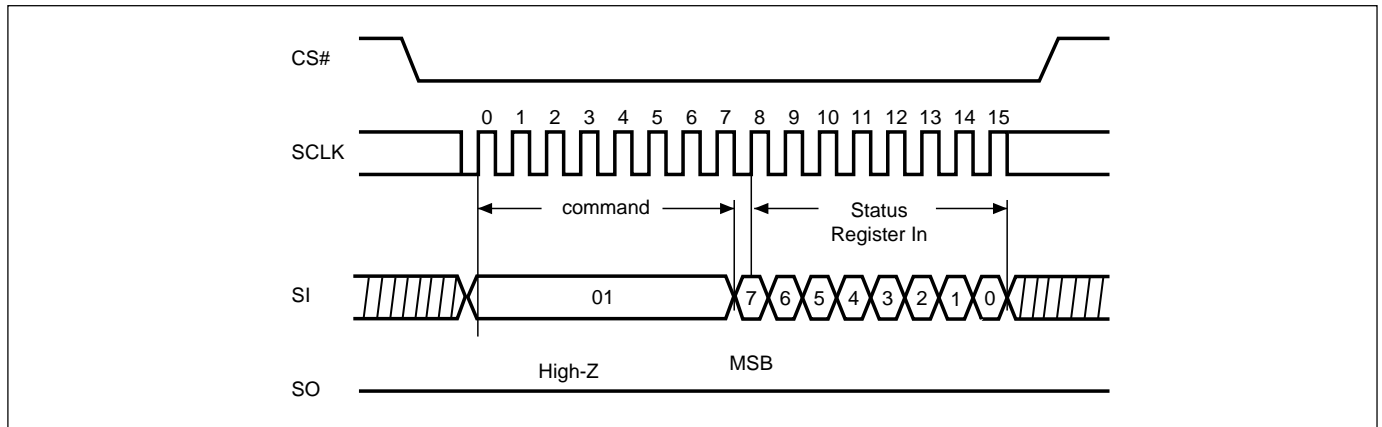 CS#
0 1 2 3 4 5 6 7 8 9 10 11 12 13 14 15
SCLK
command
Status
Register In
SI
01
7 6 5 4 3 2 1 0
High-Z
MSB
SO